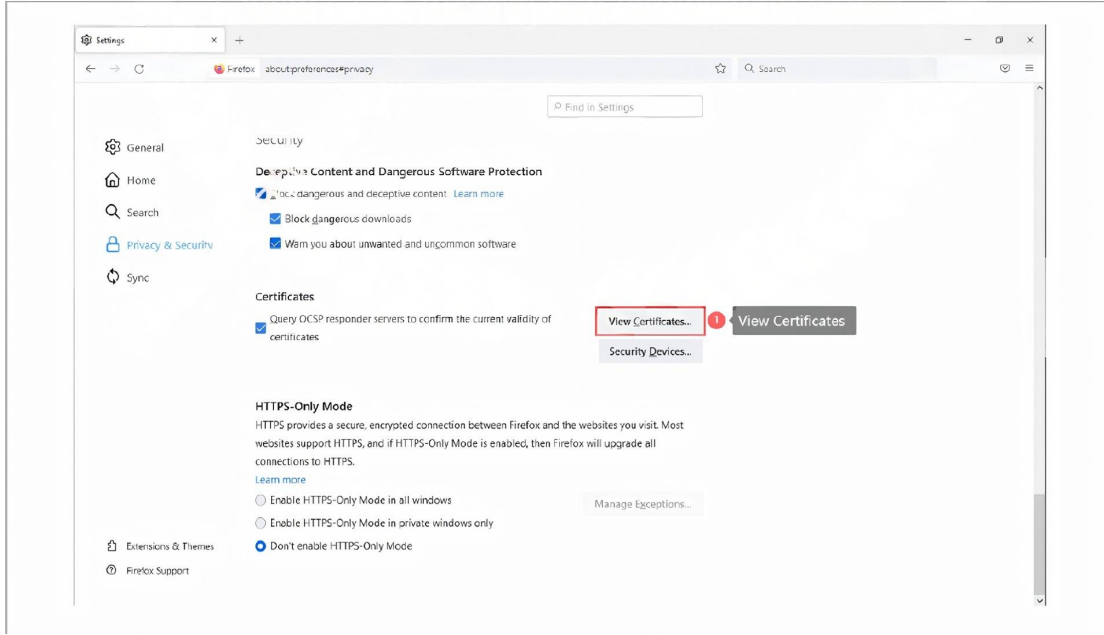 Settings
Firefox about:preferences#privacy
Search
Find in Settings
General
Home
Search
Privacy & Security
Sync
Extensions & Themes
Firefox Support
Security
Deceptive Content and Dangerous Software Protection
Block dangerous and deceptive content Learn more
Block dangerous downloads
Warn you about unwanted and uncommon software
Certificates
Query OCSP responder servers to confirm the current validity of
certificates
View Certificates...
1 View Certificates
Security Devices...
HTTPS-Only Mode
HTTPS provides a secure, encrypted connection between Firefox and the websites you visit. Most
websites support HTTPS, and if HTTPS-Only Mode is enabled, then Firefox will upgrade all
connections to HTTPS.
Learn more
Enable HTTPS-Only Mode in all windows
Manage Exceptions...
Enable HTTPS-Only Mode in private windows only
Don't enable HTTPS-Only Mode